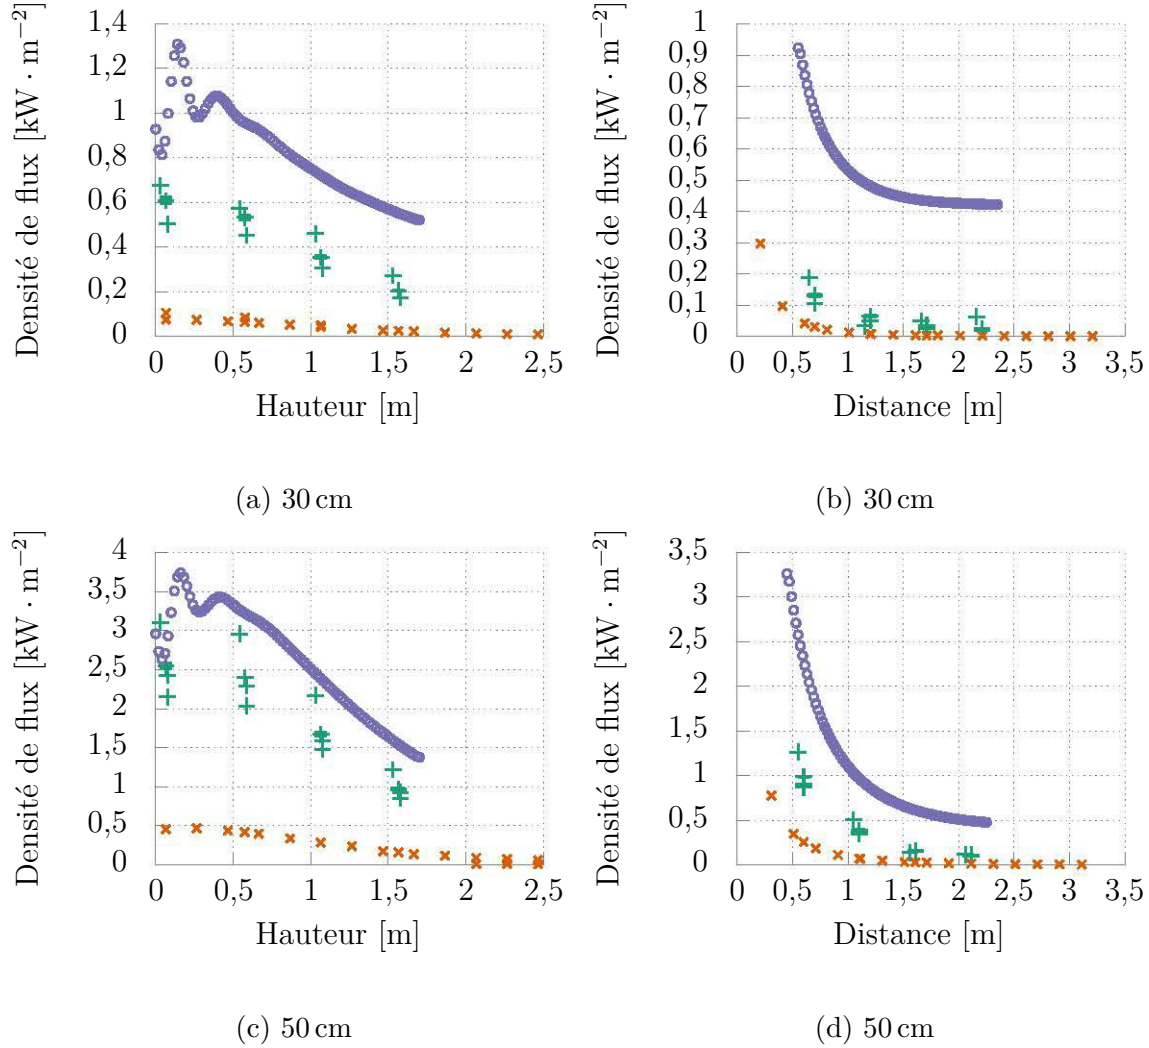 Densité de flux [kW · m⁻²]
1,4
1,2
1
0,8
0,6
0,4
0,2
0
0 0,5 1 1,5 2 2,5
Hauteur [m]
(a) 30 cm
Densité de flux [kW · m⁻²]
1
0,9
0,8
0,7
0,6
0,5
0,4
0,3
0,2
0,1
0
0 0,5 1 1,5 2 2,5 3 3,5
Distance [m]
(b) 30 cm
Densité de flux [kW · m⁻²]
4
3,5
3
2,5
2
1,5
1
0,5
0
0 0,5 1 1,5 2 2,5
Hauteur [m]
(c) 50 cm
Densité de flux [kW · m⁻²]
3,5
3
2,5
2
1,5
1
0,5
0
0 0,5 1 1,5 2 2,5 3 3,5
Distance [m]
(d) 50 cm